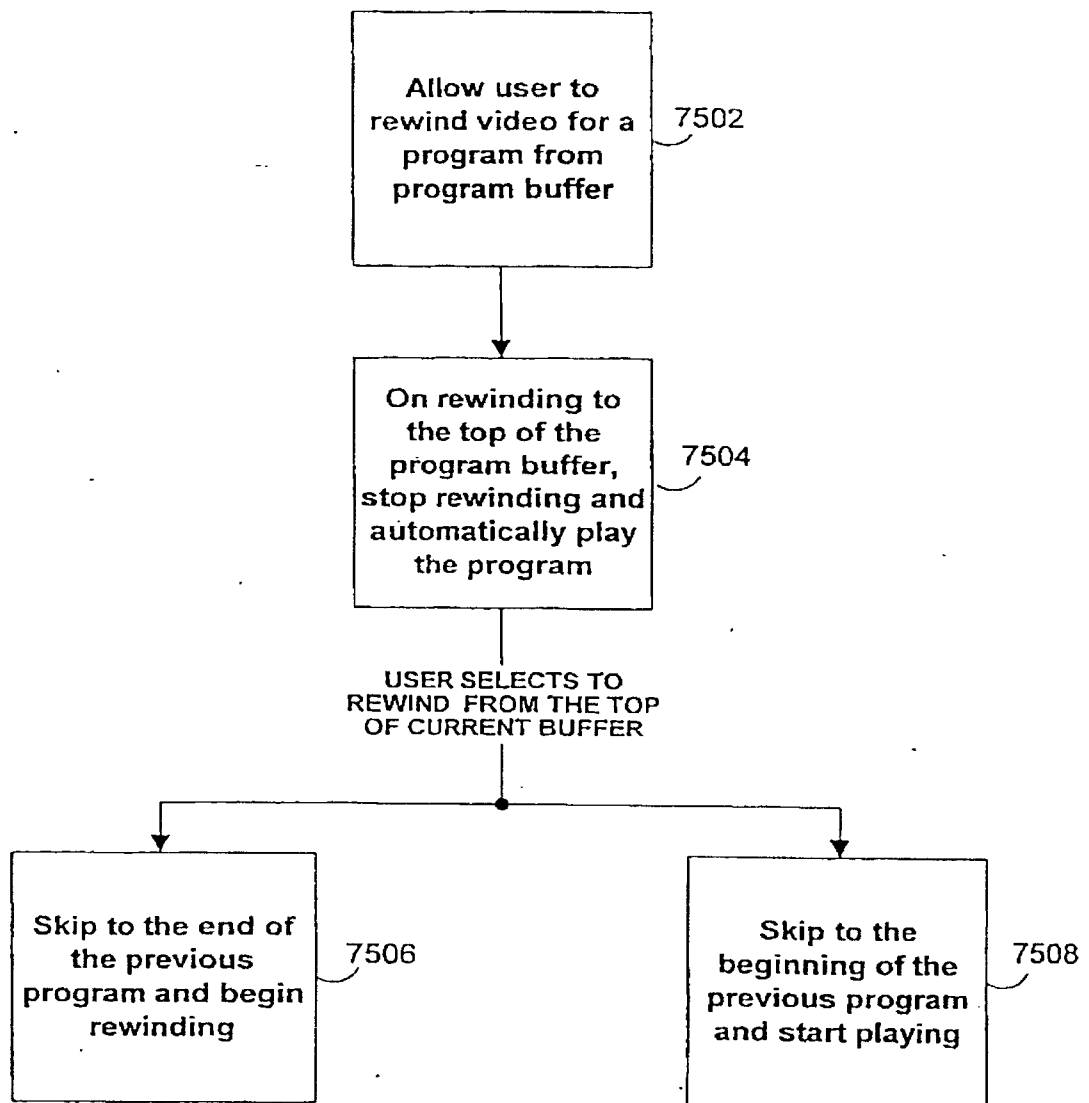 Allow user to
rewind video for a
program from
program buffer
7502
On rewinding to
the top of the
program buffer,
stop rewinding and
automatically play
the program
7504
USER SELECTS TO
REWIND FROM THE TOP
OF CURRENT BUFFER
Skip to the end of
the previous
program and begin
rewinding
7506
Skip to the
beginning of the
previous program
and start playing
7508